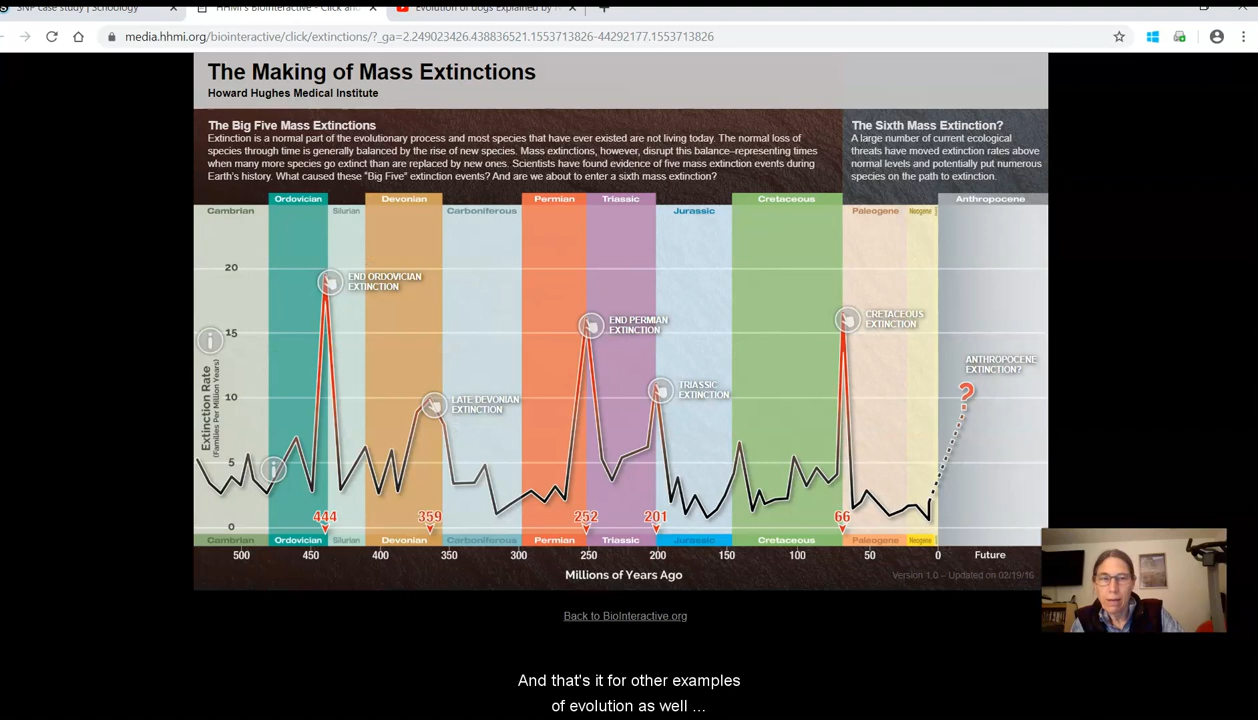 SNP case study | Schoology
HHMI's BioInteractive - Click and
Evolution of dogs Explained by
media.hhmi.org/biointeractive/click/extinctions/?_ga=2.249023426.438836521.1553713826-44292177.1553713826
The Making of Mass Extinctions
Howard Hughes Medical Institute
The Big Five Mass Extinctions
Extinction is a normal part of the evolutionary process and most species that have ever existed are not living today. The normal loss of
species through time is generally balanced by the rise of new species. Mass extinctions, however, disrupt this balance–representing times
when many more species go extinct than are replaced by new ones. Scientists have found evidence of five mass extinction events during
Earth's history. What caused these "Big Five" extinction events? And are we about to enter a sixth mass extinction?
The Sixth Mass Extinction?
A large number of current ecological
threats have moved extinction rates above
normal levels and potentially put numerous
species on the path to extinction.
Cambrian Ordovician Silurian Devonian Carboniferous Permian Triassic Jurassic Cretaceous Paleogene Neogene Anthropocene
20
15
10
5
0
Extinction Rate
(Families Per Million Years)
END ORDOVICIAN
EXTINCTION
LATE DEVONIAN
EXTINCTION
END PERMIAN
EXTINCTION
TRIASSIC
EXTINCTION
CRETACEOUS
EXTINCTION
ANTHROPOCENE
EXTINCTION?
?
444 359 252 201 66
Cambrian Ordovician Silurian Devonian Carboniferous Permian Triassic Jurassic Cretaceous Paleogene Neogene
500 450 400 350 300 250 200 150 100 50 0 Future
Millions of Years Ago
Version 1.0 – Updated on 02/19/16
Back to BioInteractive.org
And that's it for other examples
of evolution as well ...